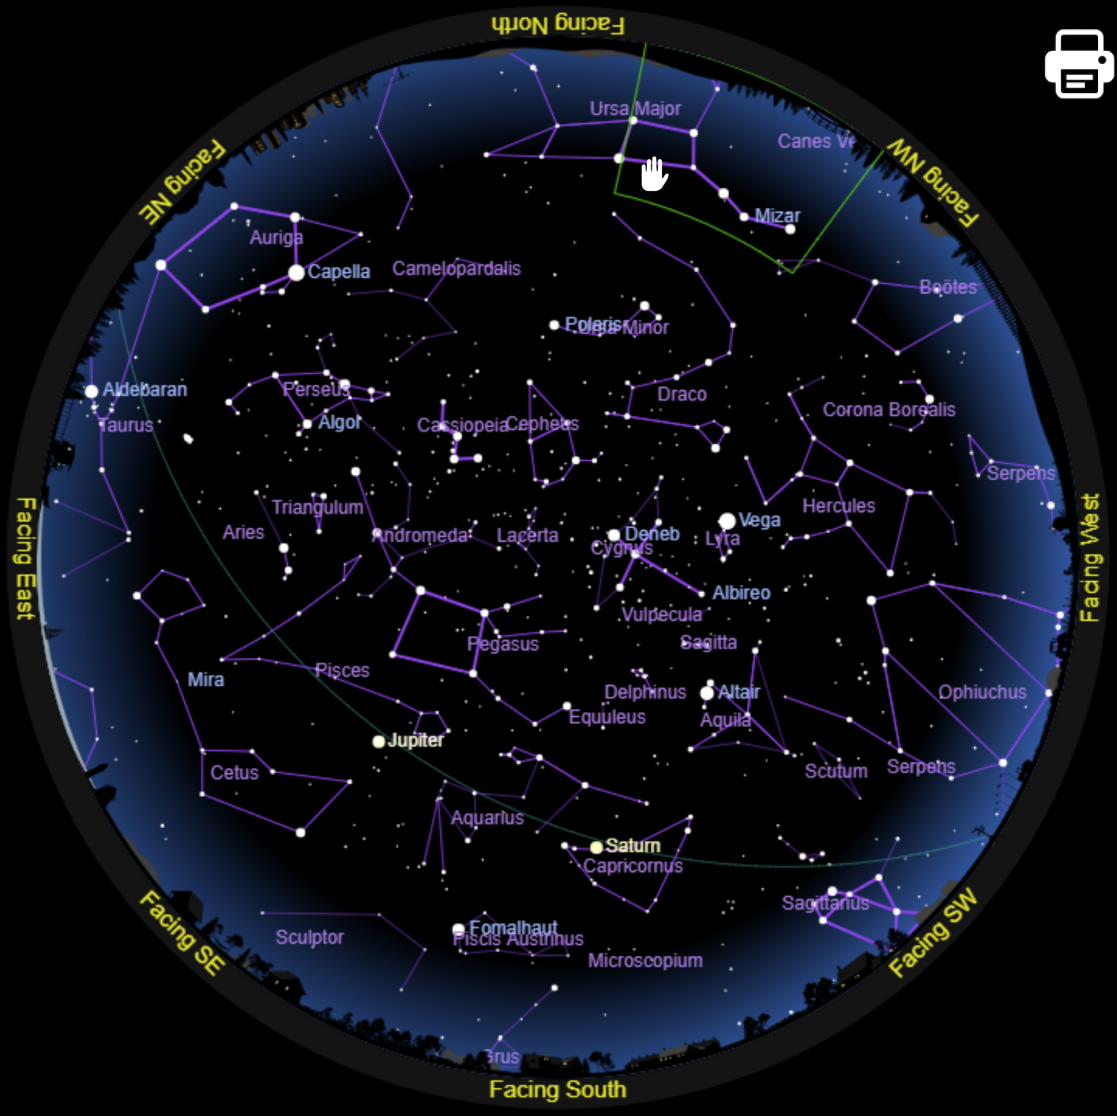 Facing North
Ursa Major
Canes Ve
Facing NE
Facing NW
Mizar
Auriga
Capella
Camelopardalis
Boötes
Polaris
Ursa Minor
Aldebaran
Perseus
Draco
Corona Borealis
Taurus
Algol
Cassiopeia
Cepheus
Serpens
Triangulum
Hercules
Aries
Andromeda
Lacerta
Deneb
Vega
Cygnus
Lyra
Facing East
Facing West
Albireo
Vulpecula
Pegasus
Sagitta
Mira
Pisces
Delphinus
Altair
Ophiuchus
Equuleus
Aquila
Jupiter
Cetus
Scutum
Serpens
Aquarius
Saturn
Capricornus
Sagittarius
Facing SE
Sculptor
Fomalhaut
Piscis Austrinus
Microscopium
Facing SW
Grus
Facing South